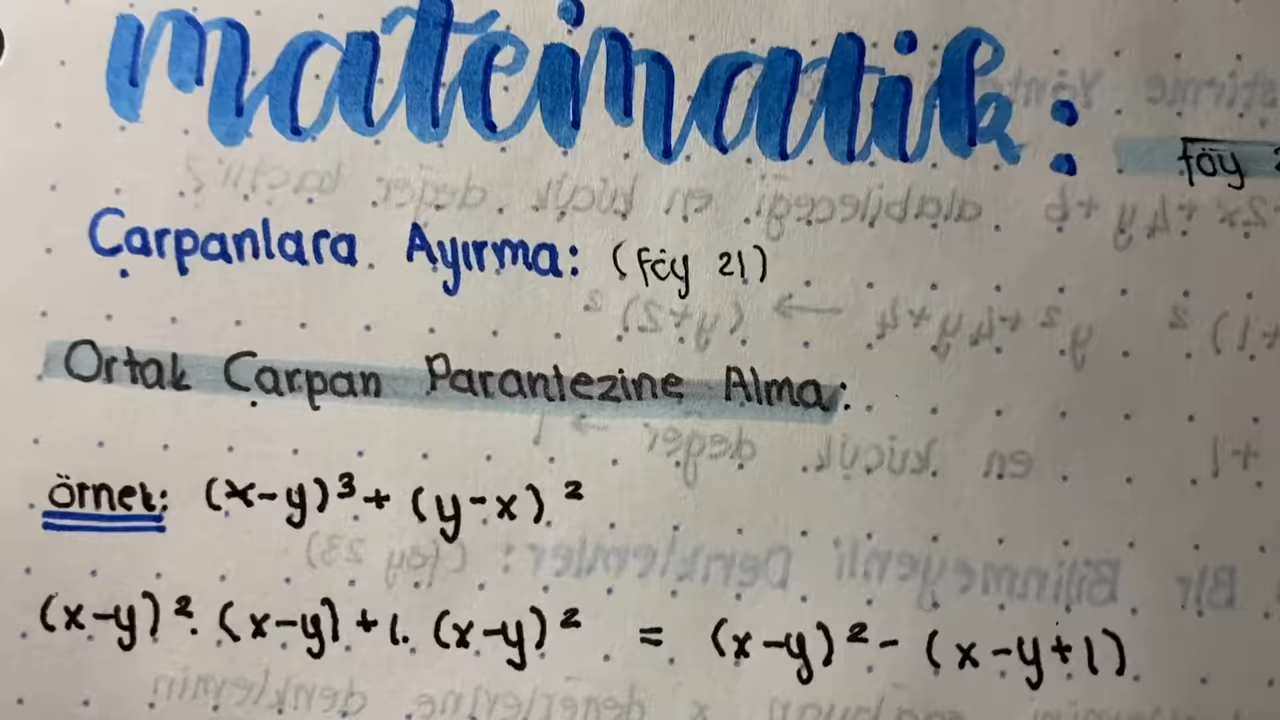 matematik:
föy
Çarpanlara Ayırma: (föy 21)
Ortak Çarpan Parantezine Alma:
örnek: (x-y)³ + (y-x)²
(x-y)² . (x-y) + 1. (x-y)² = (x-y)² - (x-y+1)